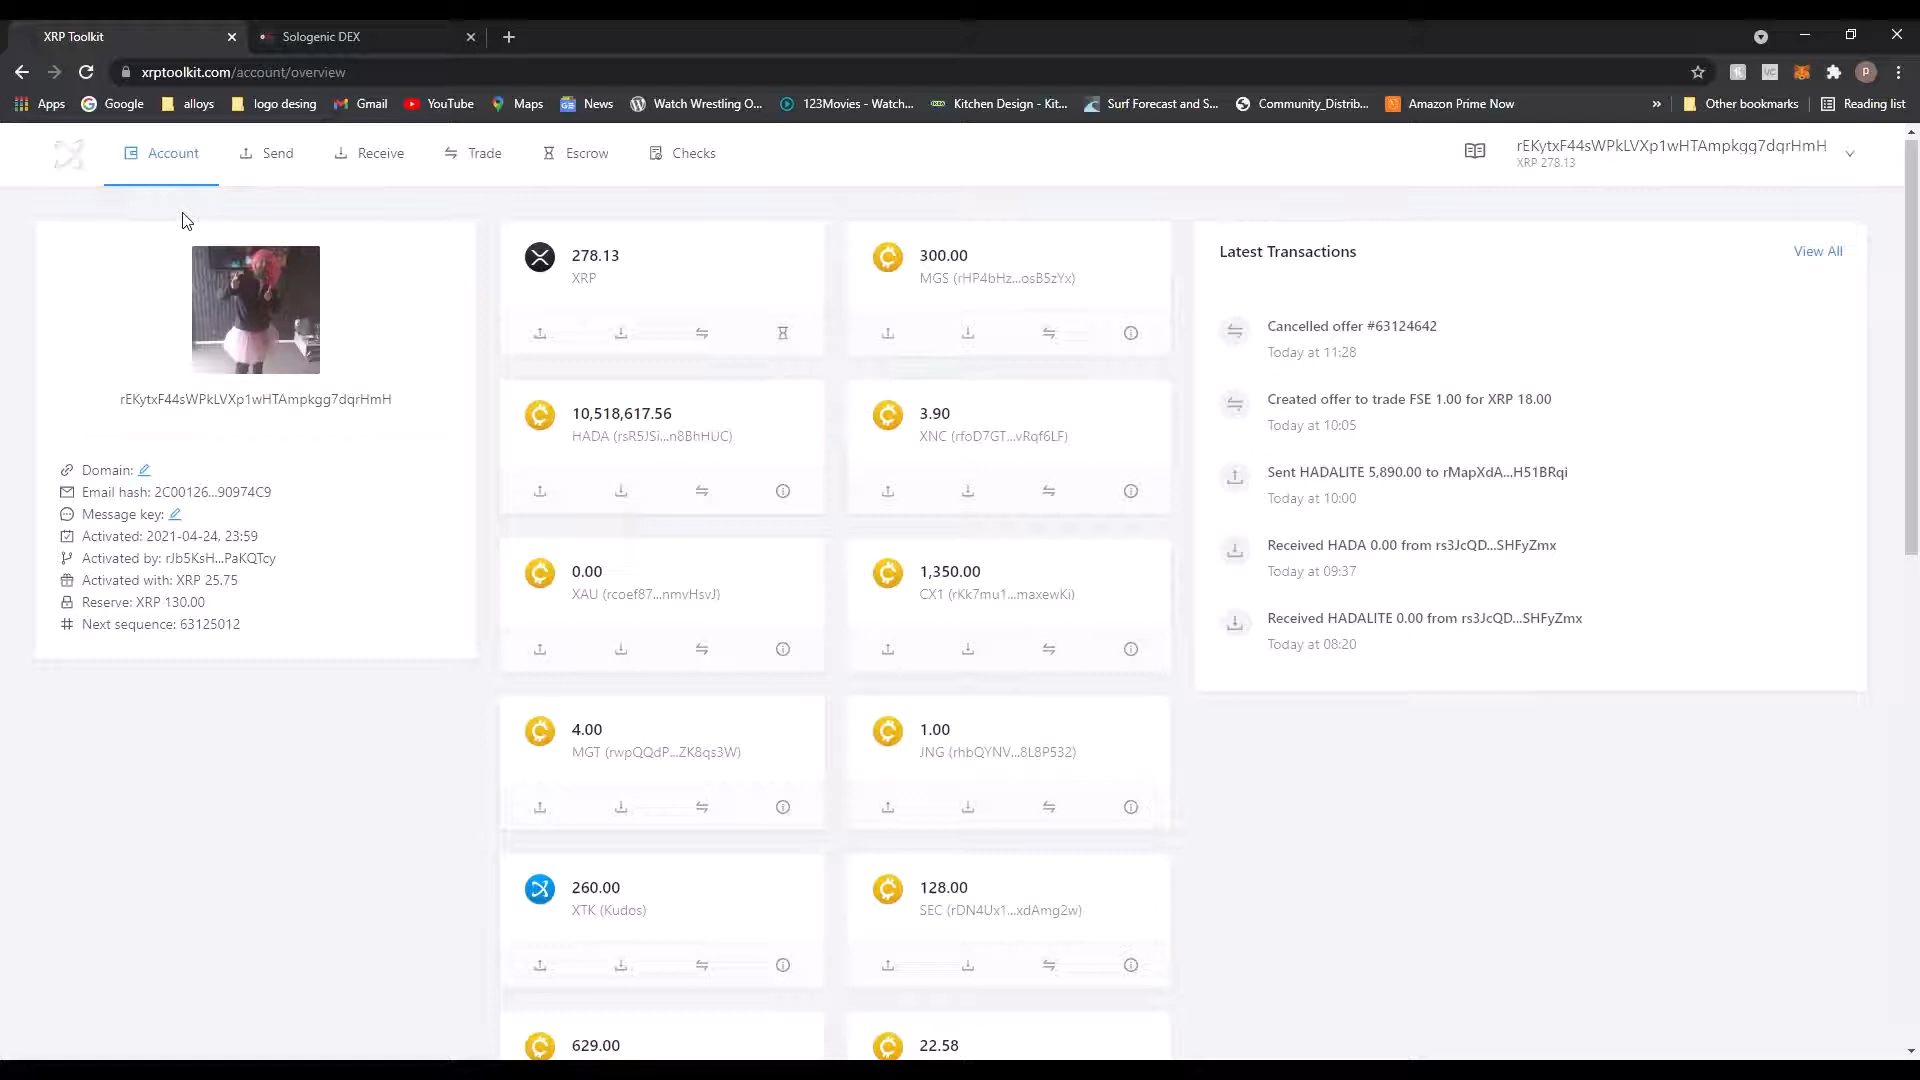 XRP Toolkit
Sologenic DEX
xrptoolkit.com/account/overview
Apps
Google
alloys
logo desing
Gmail
YouTube
Maps
News
Watch Wrestling O...
123Movies - Watch...
Kitchen Design - Kit...
Surf Forecast and S...
Community_Distrib...
Amazon Prime Now
»
Other bookmarks
Reading list
Account
Send
Receive
Trade
Escrow
Checks
rEKytxF44sWPkLVXp1wHTAmpkgg7dqrHmH
XRP 278.13
rEKytxF44sWPkLVXp1wHTAmpkgg7dqrHmH
Domain:
Email hash: 2C00126...90974C9
Message key:
Activated: 2021-04-24, 23:59
Activated by: rJb5KsH...PaKQTcy
Activated with: XRP 25.75
Reserve: XRP 130.00
Next sequence: 63125012
278.13
XRP
300.00
MGS (rHP4bHz...osB5zYx)
10,518,617.56
HADA (rsR5JSi...n8BhHUC)
3.90
XNC (rfoD7GT...vRqf6LF)
0.00
XAU (rcoef87...nmvHsvJ)
1,350.00
CX1 (rKk7mu1...maxewKi)
4.00
MGT (rwpQQdP...ZK8qs3W)
1.00
JNG (rhbQYNV...8L8P532)
260.00
XTK (Kudos)
128.00
SEC (rDN4Ux1...xdAmg2w)
629.00
22.58
Latest Transactions
View All
Cancelled offer #63124642
Today at 11:28
Created offer to trade FSE 1.00 for XRP 18.00
Today at 10:05
Sent HADALITE 5,890.00 to rMapXdA...H51BRqi
Today at 10:00
Received HADA 0.00 from rs3JcQD...SHFyZmx
Today at 09:37
Received HADALITE 0.00 from rs3JcQD...SHFyZmx
Today at 08:20